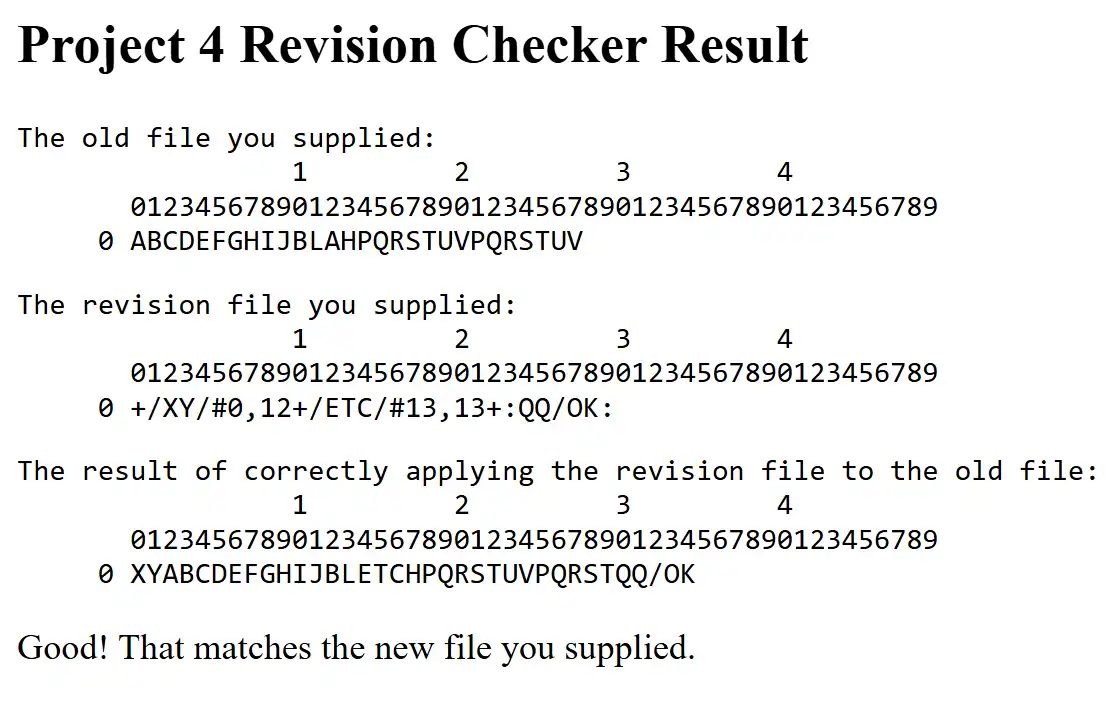 Project 4 Revision Checker Result
The old file you supplied:
          1         2         3         4
01234567890123456789012345678901234567890123456789
0 ABCDEFGHIJBLAHPQRSTUVPQRSTUV
The revision file you supplied:
          1         2         3         4
01234567890123456789012345678901234567890123456789
0 +/XY/#0,12+/ETC/#13,13+:QQ/OK:
The result of correctly applying the revision file to the old file:
          1         2         3         4
01234567890123456789012345678901234567890123456789
0 XYABCDEFGHIJBLETCHPQRSTUVPQRSTQQ/OK
Good! That matches the new file you supplied.